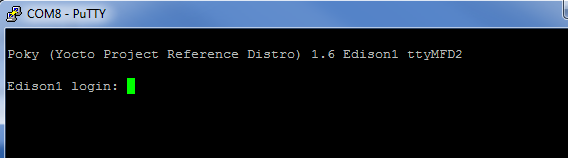 COM8 - PuTTY
Poky (Yocto Project Reference Distro) 1.6 Edison1 ttyMFD2
Edison1 login: